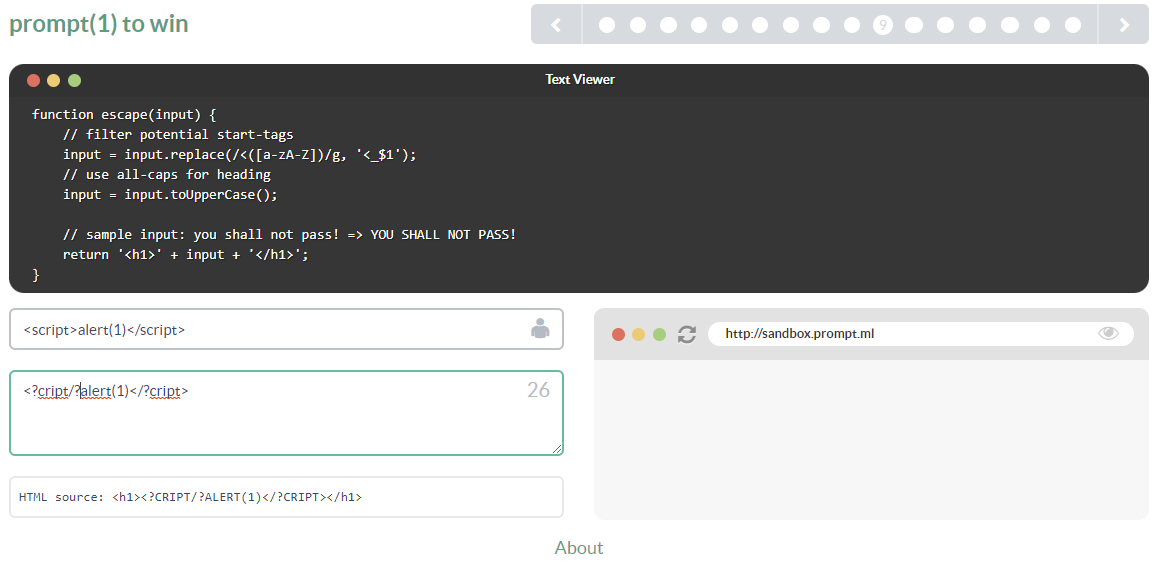 prompt(1) to win
9
Text Viewer
function escape(input) {
// filter potential start-tags
input = input.replace(/<([a-zA-Z])/g, '<_$1');
// use all-caps for heading
input = input.toUpperCase();
// sample input: you shall not pass! => YOU SHALL NOT PASS!
return '<h1>' + input + '</h1>';
}
<script>alert(1)</script>
http://sandbox.prompt.ml
<?cript/?alert(1)</?cript>
26
HTML source: <h1><?CRIPT/?ALERT(1)</?CRIPT></h1>
About